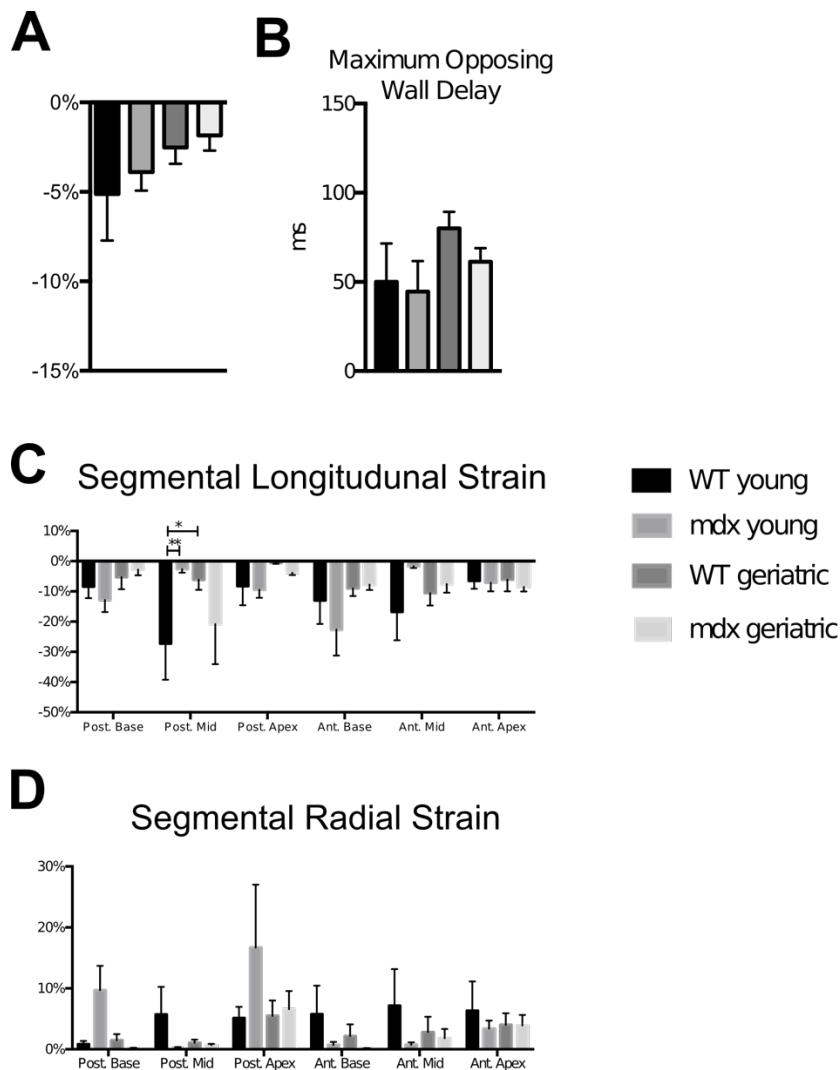 A
0%
-5%
-10%
-15%
B
Maximum Opposing
Wall Delay
150
100
50
0
ms
C
Segmental Longitudunal Strain
10%
0%
-10%
-20%
-30%
-40%
-50%
*
**
Post. Base Post. Mid Post. Apex Ant. Base Ant. Mid Ant. Apex
WT young
mdx young
WT geriatric
mdx geriatric
D
Segmental Radial Strain
30%
20%
10%
0%
Post. Base Post. Mid Post. Apex Ant. Base Ant. Mid Ant. Apex